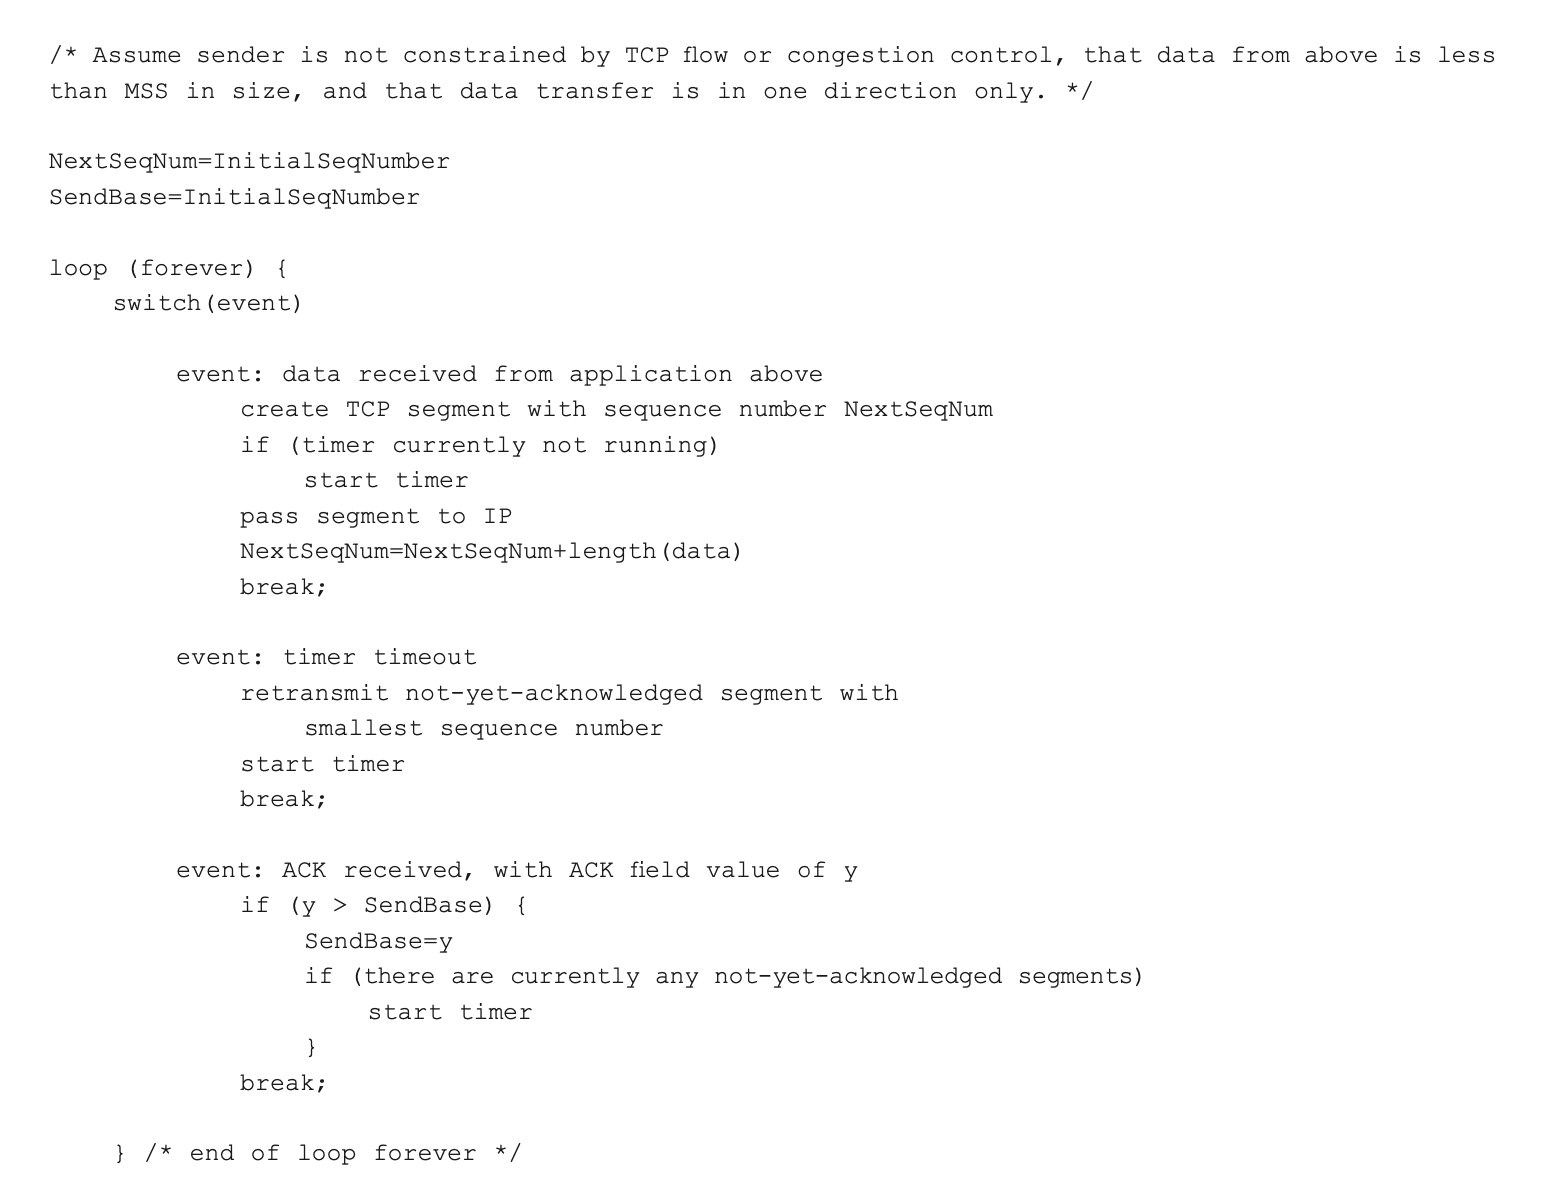 /* Assume sender is not constrained by TCP flow or congestion control, that data from above is less
than MSS in size, and that data transfer is in one direction only. */
NextSeqNum=InitialSeqNumber
SendBase=InitialSeqNumber
loop (forever) {
switch(event)
event: data received from application above
create TCP segment with sequence number NextSeqNum
if (timer currently not running)
start timer
pass segment to IP
NextSeqNum=NextSeqNum+length(data)
break;
event: timer timeout
retransmit not-yet-acknowledged segment with
smallest sequence number
start timer
break;
event: ACK received, with ACK field value of y
if (y > SendBase) {
SendBase=y
if (there are currently any not-yet-acknowledged segments)
start timer
}
break;
} /* end of loop forever */